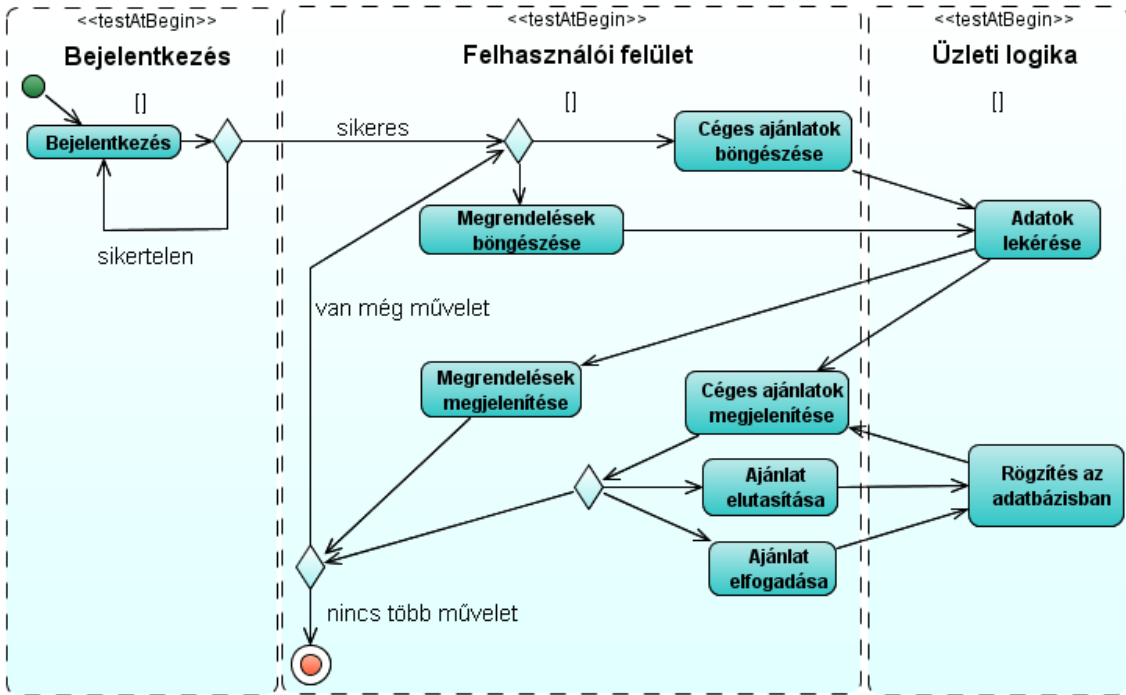 <<testAtBegin>>
Bejelentkezés
[]
Bejelentkezés
sikertelen
<<testAtBegin>>
Felhasználói felület
[]
sikeres
Céges ajánlatok
böngészése
Megrendelések
böngészése
van még művelet
Megrendelések
megjelenítése
Céges ajánlatok
megjelenítése
Ajánlat
elutasítása
Ajánlat
elfogadása
nincs több művelet
<<testAtBegin>>
Üzleti logika
[]
Adatok
lekérése
Rögzítés az
adatbázisban